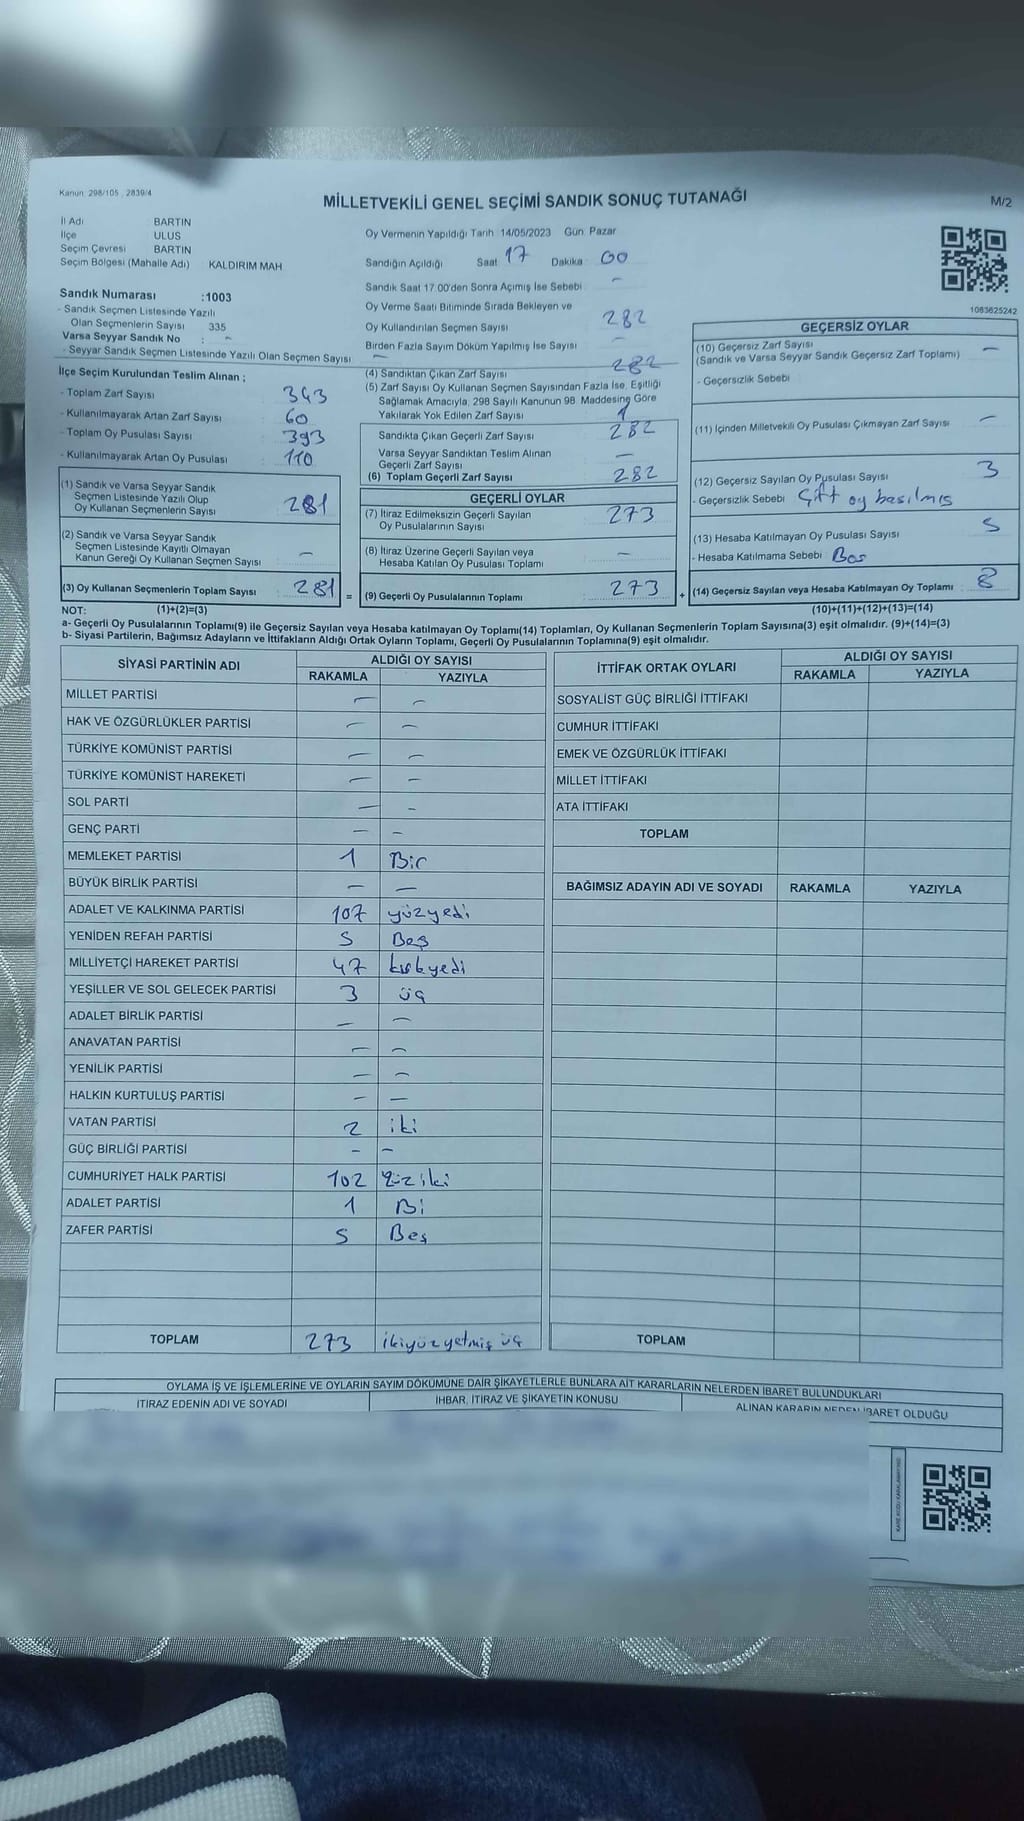 Kanun: 298/105 , 2839/4
MİLLETVEKİLİ GENEL SEÇİMİ SANDIK SONUÇ TUTANAĞI
M/2
İl Adı BARTIN
İlçe ULUS
Seçim Çevresi BARTIN
Seçim Bölgesi (Mahalle Adı) KALDIRIM MAH
Sandık Numarası :1003
- Sandık Seçmen Listesinde Yazılı
Olan Seçmenlerin Sayısı 335
Varsa Seyyar Sandık No : -
- Seyyar Sandık Seçmen Listesinde Yazılı Olan Seçmen Sayısı -
İlçe Seçim Kurulundan Teslim Alınan ;
- Toplam Zarf Sayısı 343
- Kullanılmayarak Artan Zarf Sayısı 60
- Toplam Oy Pusulası Sayısı : 393
- Kullanılmayarak Artan Oy Pusulası : 110
(1) Sandık ve Varsa Seyyar Sandık
Seçmen Listesinde Yazılı Olup
Oy Kullanan Seçmenlerin Sayısı 281
(2) Sandık ve Varsa Seyyar Sandık
Seçmen Listesinde Kayıtlı Olmayan
Kanun Gereği Oy Kullanan Seçmen Sayısı -
(3) Oy Kullanan Seçmenlerin Toplam Sayısı 281 =
Oy Vermenin Yapıldığı Tarih 14/05/2023 Gün: Pazar
Sandığın Açıldığı Saat: 17 Dakika: 00
Sandık Saat 17.00'den Sonra Açımış İse Sebebi : -
Oy Verme Saati Bitiminde Sırada Bekleyen ve
Oy Kullandırılan Seçmen Sayısı 282
Birden Fazla Sayım Döküm Yapılmış İse Sayısı -
(4) Sandıktan Çıkan Zarf Sayısı 282
(5) Zarf Sayısı Oy Kullanan Seçmen Sayısından Fazla İse, Eşitliği
Sağlamak Amacıyla, 298 Sayılı Kanunun 98. Maddesine Göre
Yakılarak Yok Edilen Zarf Sayısı 1
Sandıkta Çıkan Geçerli Zarf Sayısı : 282
Varsa Seyyar Sandıktan Teslim Alınan
Geçerli Zarf Sayısı -
(6) Toplam Geçerli Zarf Sayısı 282
GEÇERLİ OYLAR
(7) İtiraz Edilmeksizin Geçerli Sayılan
Oy Pusulalarının Sayısı 273
(8) İtiraz Üzerine Geçerli Sayılan veya
Hesaba Katılan Oy Pusulası Toplamı -
(9) Geçerli Oy Pusulalarının Toplamı 273 +
1083625242
GEÇERSİZ OYLAR
(10) Geçersiz Zarf Sayısı
(Sandık ve Varsa Seyyar Sandık Geçersiz Zarf Toplamı) -
- Geçersizlik Sebebi
(11) İçinden Milletvekili Oy Pusulası Çıkmayan Zarf Sayısı -
(12) Geçersiz Sayılan Oy Pusulası Sayısı 3
- Geçersizlik Sebebi Çift oy basılmış
(13) Hesaba Katılmayan Oy Pusulası Sayısı 5
- Hesaba Katılmama Sebebi Boş
(14) Geçersiz Sayılan veya Hesaba Katılmayan Oy Toplamı 8
NOT: (1)+(2)=(3) (10)+(11)+(12)+(13)=(14)
a- Geçerli Oy Pusulalarının Toplamı(9) ile Geçersiz Sayılan veya Hesaba katılmayan Oy Toplamı(14) Toplamları, Oy Kullanan Seçmenlerin Toplam Sayısına(3) eşit olmalıdır. (9)+(14)=(3)
b- Siyasi Partilerin, Bağımsız Adayların ve İttifakların Aldığı Ortak Oyların Toplamı, Geçerli Oy Pusulalarının Toplamına(9) eşit olmalıdır.
SİYASİ PARTİNİN ADI ALDIĞI OY SAYISI
RAKAMLA YAZIYLA
MİLLET PARTİSİ - -
HAK VE ÖZGÜRLÜKLER PARTİSİ - -
TÜRKİYE KOMÜNİST PARTİSİ - -
TÜRKİYE KOMÜNİST HAREKETİ - -
SOL PARTİ - -
GENÇ PARTİ - -
MEMLEKET PARTİSİ 1 Bir
BÜYÜK BİRLİK PARTİSİ - -
ADALET VE KALKINMA PARTİSİ 107 yüzyedi
YENİDEN REFAH PARTİSİ 5 Beş
MİLLİYETÇİ HAREKET PARTİSİ 47 kırkyedi
YEŞİLLER VE SOL GELECEK PARTİSİ 3 üç
ADALET BİRLİK PARTİSİ - -
ANAVATAN PARTİSİ - -
YENİLİK PARTİSİ - -
HALKIN KURTULUŞ PARTİSİ - -
VATAN PARTİSİ 2 iki
GÜÇ BİRLİĞİ PARTİSİ - -
CUMHURİYET HALK PARTİSİ 102 yüz iki
ADALET PARTİSİ 1 Bi
ZAFER PARTİSİ 5 Beş
TOPLAM 273 ikiyüzyetmiş üç
İTTİFAK ORTAK OYLARI ALDIĞI OY SAYISI
RAKAMLA YAZIYLA
SOSYALİST GÜÇ BİRLİĞİ İTTİFAKI
CUMHUR İTTİFAKI
EMEK VE ÖZGÜRLÜK İTTİFAKI
MİLLET İTTİFAKI
ATA İTTİFAKI
TOPLAM
BAĞIMSIZ ADAYIN ADI VE SOYADI RAKAMLA YAZIYLA
TOPLAM
OYLAMA İŞ VE İŞLEMLERİNE VE OYLARIN SAYIM DÖKÜMÜNE DAİR ŞİKAYETLERLE BUNLARA AİT KARARLARIN NELERDEN İBARET BULUNDUKLARI
İTİRAZ EDENİN ADI VE SOYADI İHBAR, İTİRAZ VE ŞİKAYETİN KONUSU ALINAN KARARIN NEDEN İBARET OLDUĞU